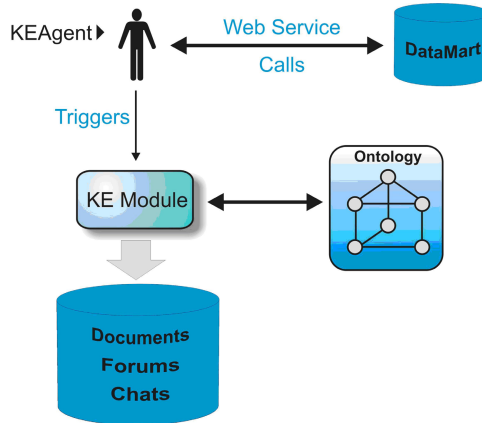 KEAgent
Web Service
Calls
DataMart
Triggers
KE Module
Ontology
Documents
Forums
Chats